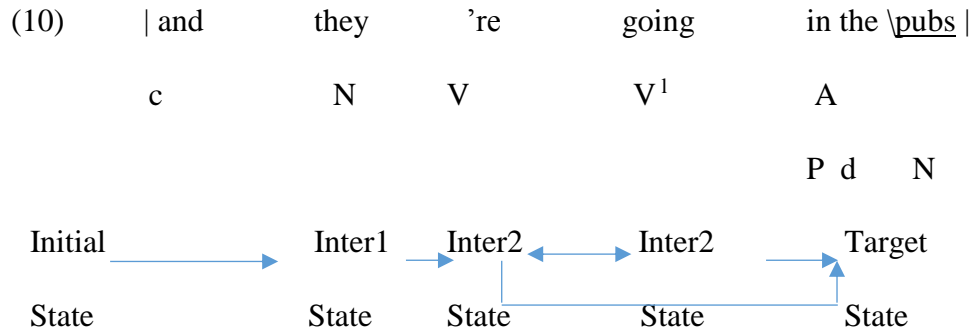 (10) | and they ’re going in the \pubs |
c N V V¹ A
P d N
Initial Inter1 Inter2 Inter2 Target
State State State State State